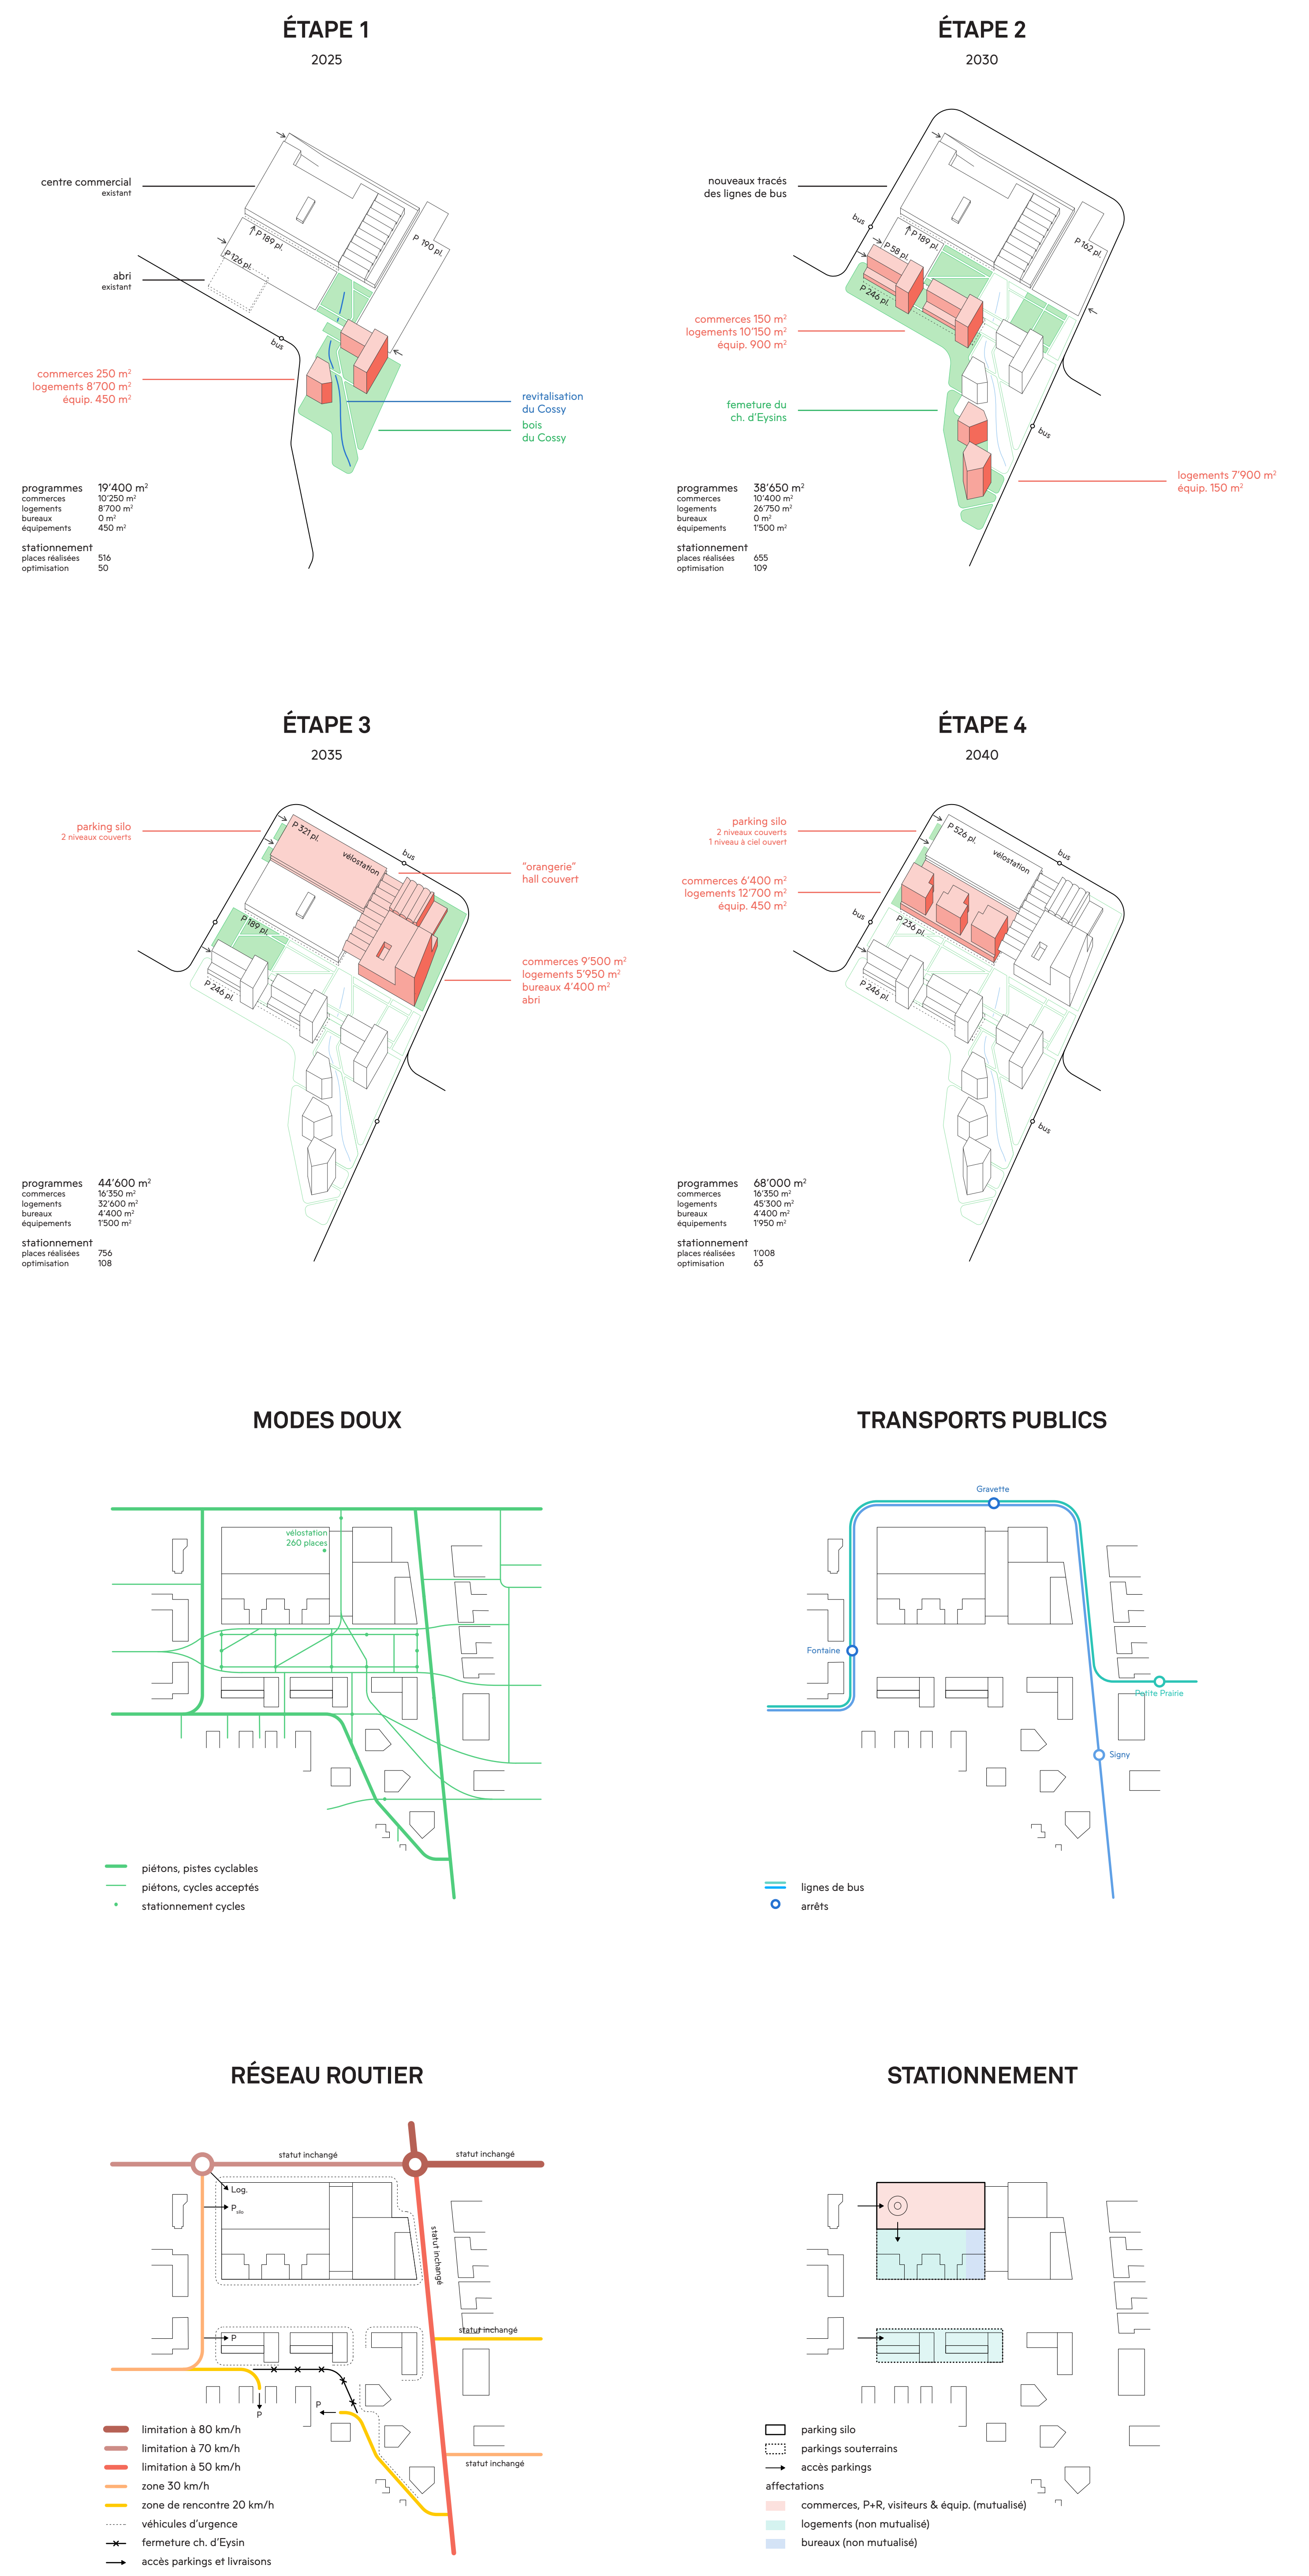 ÉTAPE 1
2025
centre commercial
existant
P 189 pl.
P 190 pl.
P 126 pl.
abri
existant
bus
commerces 250 m²
logements 8'700 m²
équip. 450 m²
revitalisation
du Cossy
bois
du Cossy
programmes 19'400 m²
commerces 10'250 m²
logements 8'700 m²
bureaux 0 m²
équipements 450 m²
stationnement
places réalisées 516
optimisation 50
ÉTAPE 2
2030
nouveaux tracés
des lignes de bus
bus
P 189 pl.
P 58 pl.
P 162 pl.
P 246 pl.
commerces 150 m²
logements 10'150 m²
équip. 900 m²
femeture du
ch. d'Eysins
bus
logements 7'900 m²
équip. 150 m²
programmes 38'650 m²
commerces 10'400 m²
logements 26'750 m²
bureaux 0 m²
équipements 1'500 m²
stationnement
places réalisées 655
optimisation 109
ÉTAPE 3
2035
parking silo
2 niveaux couverts
P 321 pl.
vélostation
bus
"orangerie"
hall couvert
P 189 pl.
commerces 9'500 m²
logements 5'950 m²
bureaux 4'400 m²
abri
P 246 pl.
programmes 44'600 m²
commerces 16'350 m²
logements 32'600 m²
bureaux 4'400 m²
équipements 1'500 m²
stationnement
places réalisées 756
optimisation 108
ÉTAPE 4
2040
parking silo
2 niveaux couverts
1 niveau à ciel ouvert
P 526 pl.
vélostation
bus
commerces 6'400 m²
logements 12'700 m²
équip. 450 m²
bus
P 236 pl.
P 246 pl.
bus
programmes 68'000 m²
commerces 16'350 m²
logements 45'300 m²
bureaux 4'400 m²
équipements 1'950 m²
stationnement
places réalisées 1'008
optimisation 63
MODES DOUX
vélostation
260 places
piétons, pistes cyclables
piétons, cycles acceptés
stationnement cycles
TRANSPORTS PUBLICS
Gravette
Fontaine
Petite Prairie
Signy
lignes de bus
arrêts
RÉSEAU ROUTIER
statut inchangé
statut inchangé
Log.
P silo
statut inchangé
statut inchangé
P
P
P
statut inchangé
limitation à 80 km/h
limitation à 70 km/h
limitation à 50 km/h
zone 30 km/h
zone de rencontre 20 km/h
véhicules d'urgence
fermeture ch. d'Eysin
accès parkings et livraisons
STATIONNEMENT
parking silo
parkings souterrains
accès parkings
affectations
commerces, P+R, visiteurs & équip. (mutualisé)
logements (non mutualisé)
bureaux (non mutualisé)